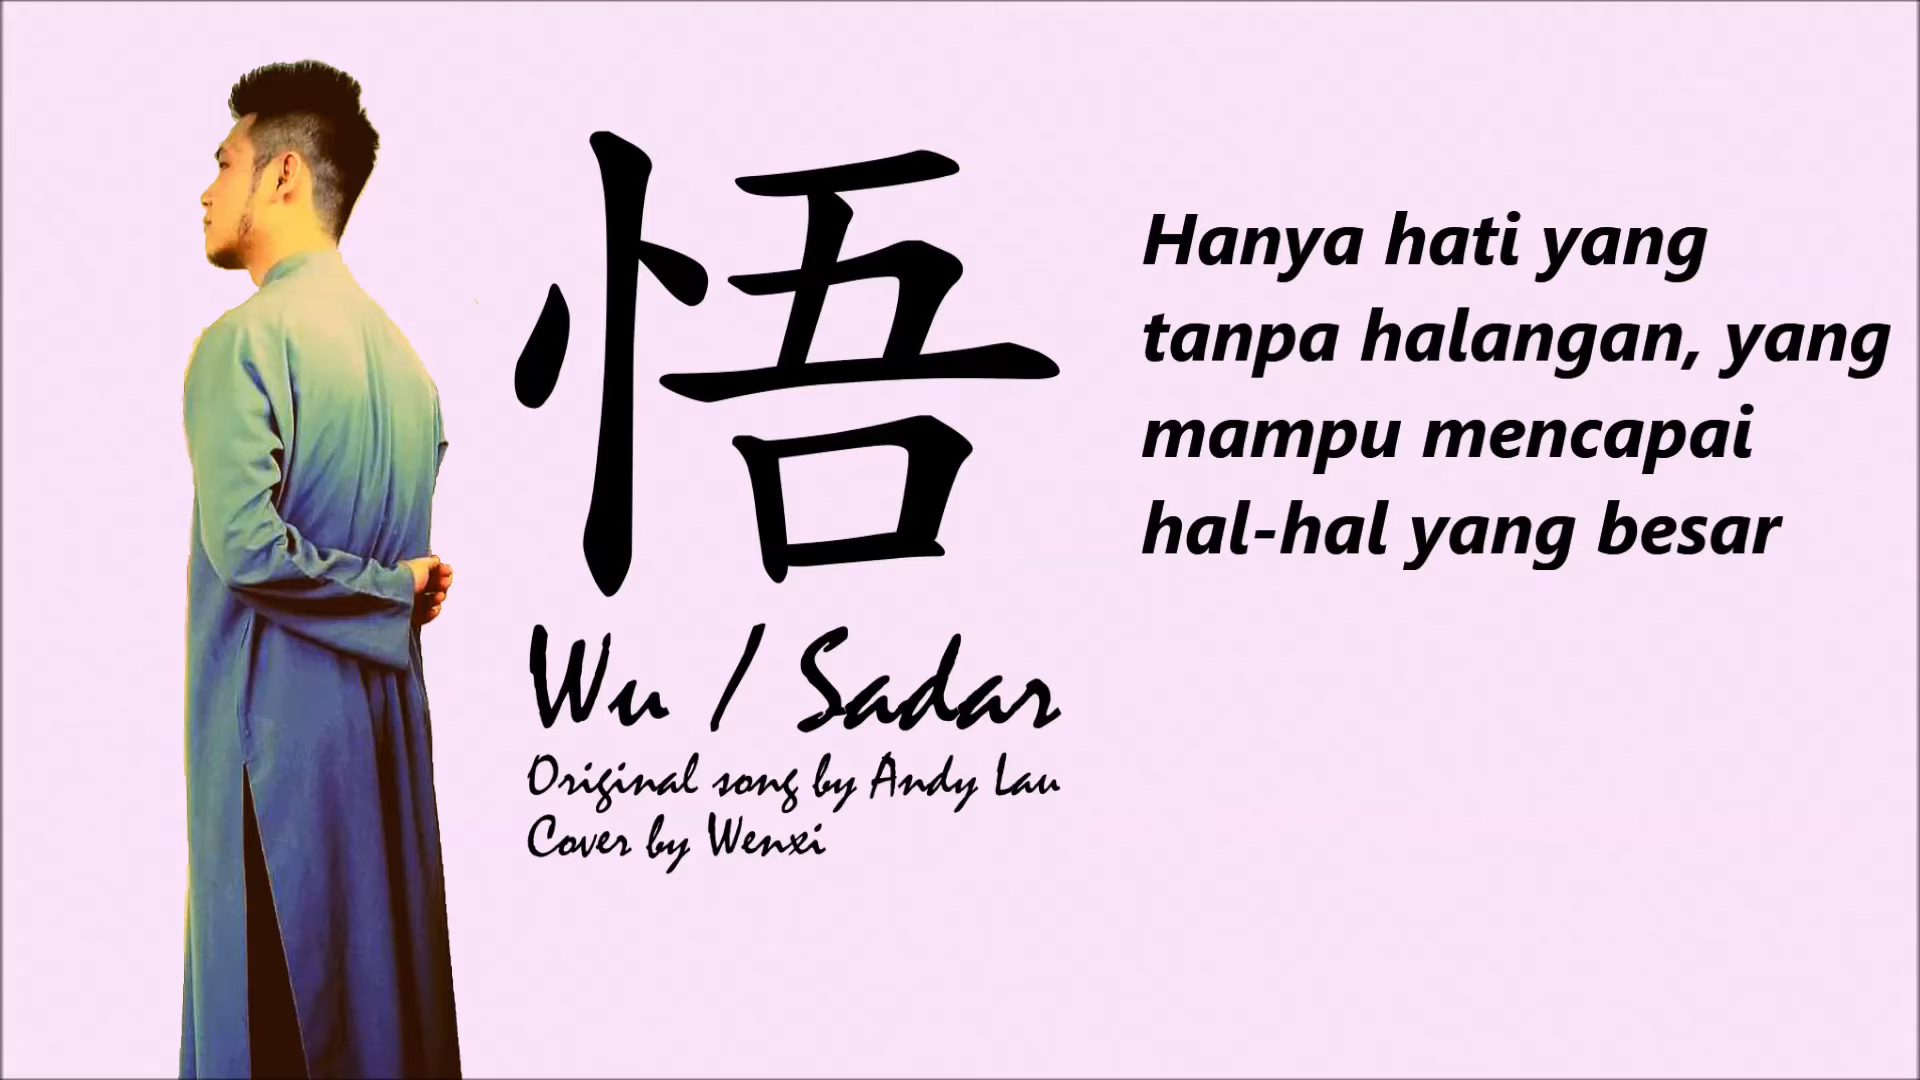 悟
Wu / Sadar
Original song by Andy Lau
Cover by Wenxi
Hanya hati yang
tanpa halangan, yang
mampu mencapai
hal-hal yang besar